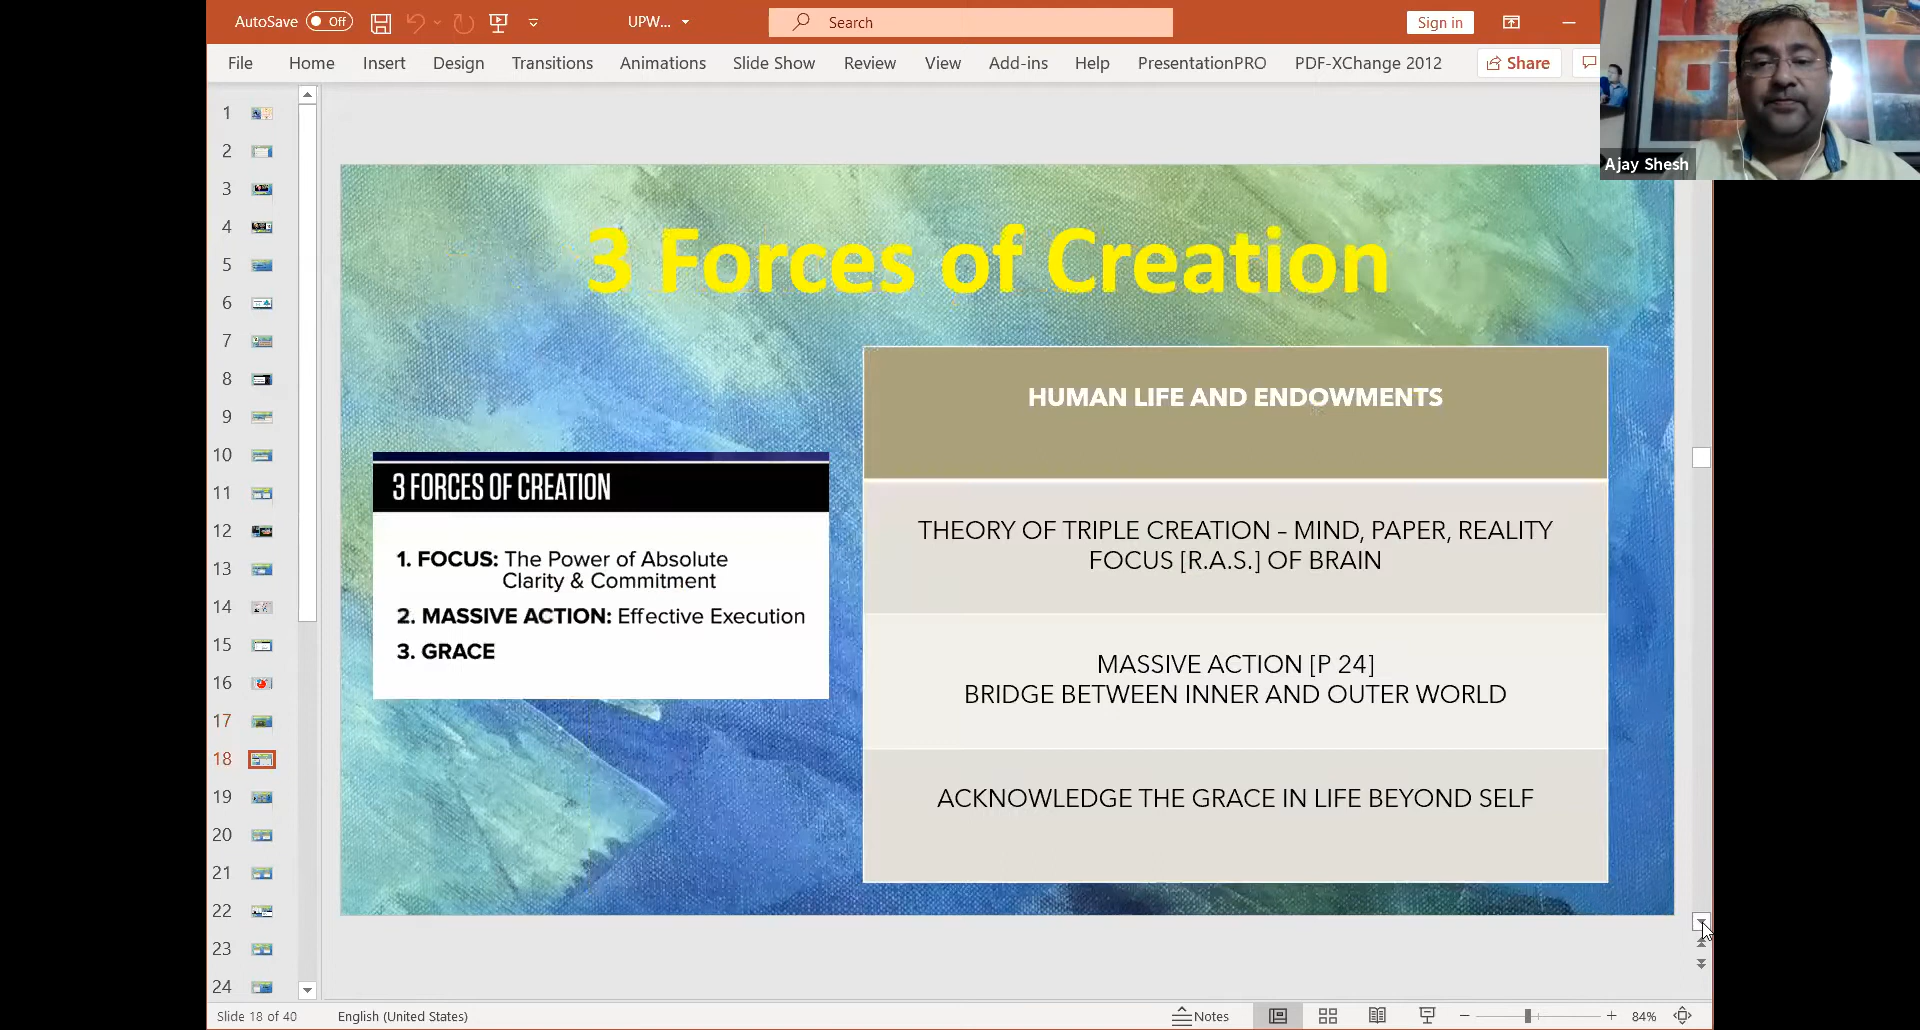 AutoSave Off UPW... Search Sign in
File Home Insert Design Transitions Animations Slide Show Review View Add-ins Help PresentationPRO PDF-XChange 2012 Share
Ajay Shesh
1
2
3
4
5
6
7
8
9
10
11
12
13
14
15
16
17
18
19
20
21
22
23
24
3 Forces of Creation
3 FORCES OF CREATION
1. FOCUS: The Power of Absolute
Clarity & Commitment
2. MASSIVE ACTION: Effective Execution
3. GRACE
HUMAN LIFE AND ENDOWMENTS
THEORY OF TRIPLE CREATION – MIND, PAPER, REALITY
FOCUS [R.A.S.] OF BRAIN
MASSIVE ACTION [P 24]
BRIDGE BETWEEN INNER AND OUTER WORLD
ACKNOWLEDGE THE GRACE IN LIFE BEYOND SELF
Slide 18 of 40 English (United States) Notes 84%